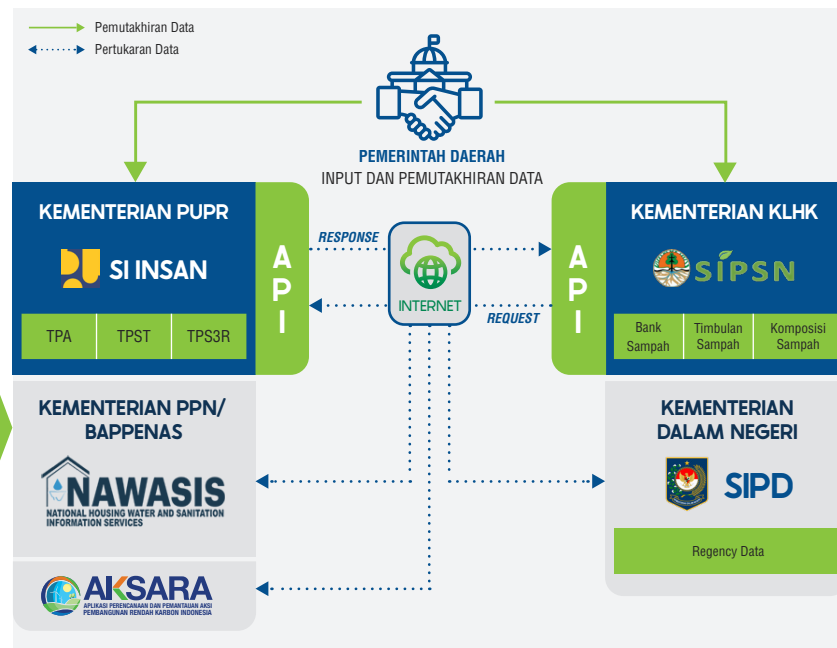 Pemutakhiran Data
Pertukaran Data
PEMERINTAH DAERAH
INPUT DAN PEMUTAKHIRAN DATA
KEMENTERIAN PUPR
SI INSAN
TPA
TPST
TPS3R
API
RESPONSE
INTERNET
REQUEST
API
KEMENTERIAN KLHK
SIPSN
Bank
Sampah
Timbulan
Sampah
Komposisi
Sampah
KEMENTERIAN PPN/
BAPPENAS
NAWASIS
NATIONAL HOUSING WATER AND SANITATION
INFORMATION SERVICES
AKSARA
APLIKASI PERENCANAAN DAN PEMANTAUAN AKSI
PEMBANGUNAN RENDAH KARBON INDONESIA
KEMENTERIAN
DALAM NEGERI
SIPD
Regency Data